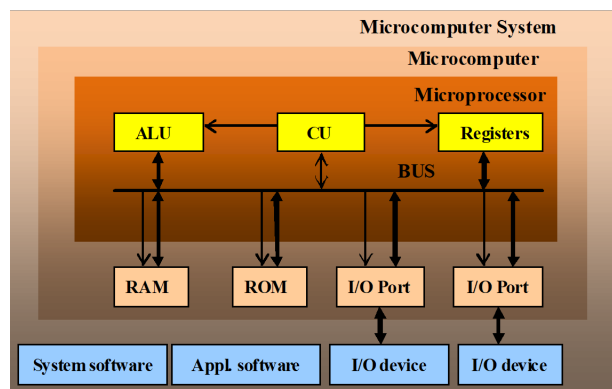 Microcomputer System
Microcomputer
Microprocessor
ALU
CU
Registers
BUS
RAM
ROM
I/O Port
I/O Port
System software
Appl. software
I/O device
I/O device